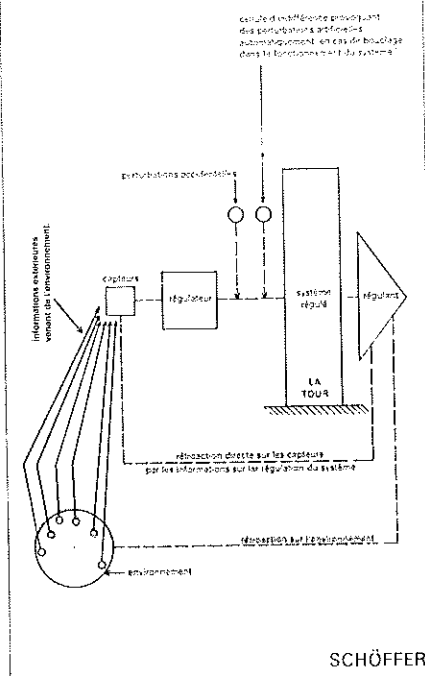 cellule d'indifférence provoquant
des perturbations artificielles
automatiquement en cas de bouclage
dans le fonctionnement du système
perturbations accidentelles
capteurs
régulateur
système
régulé
régulant
informations extérieures
venant de l'environnement.
LA
TOUR
rétroaction directe sur les capteurs
par les informations sur la régulation du système
rétroaction sur l'environnement
environnement
SCHÖFFER